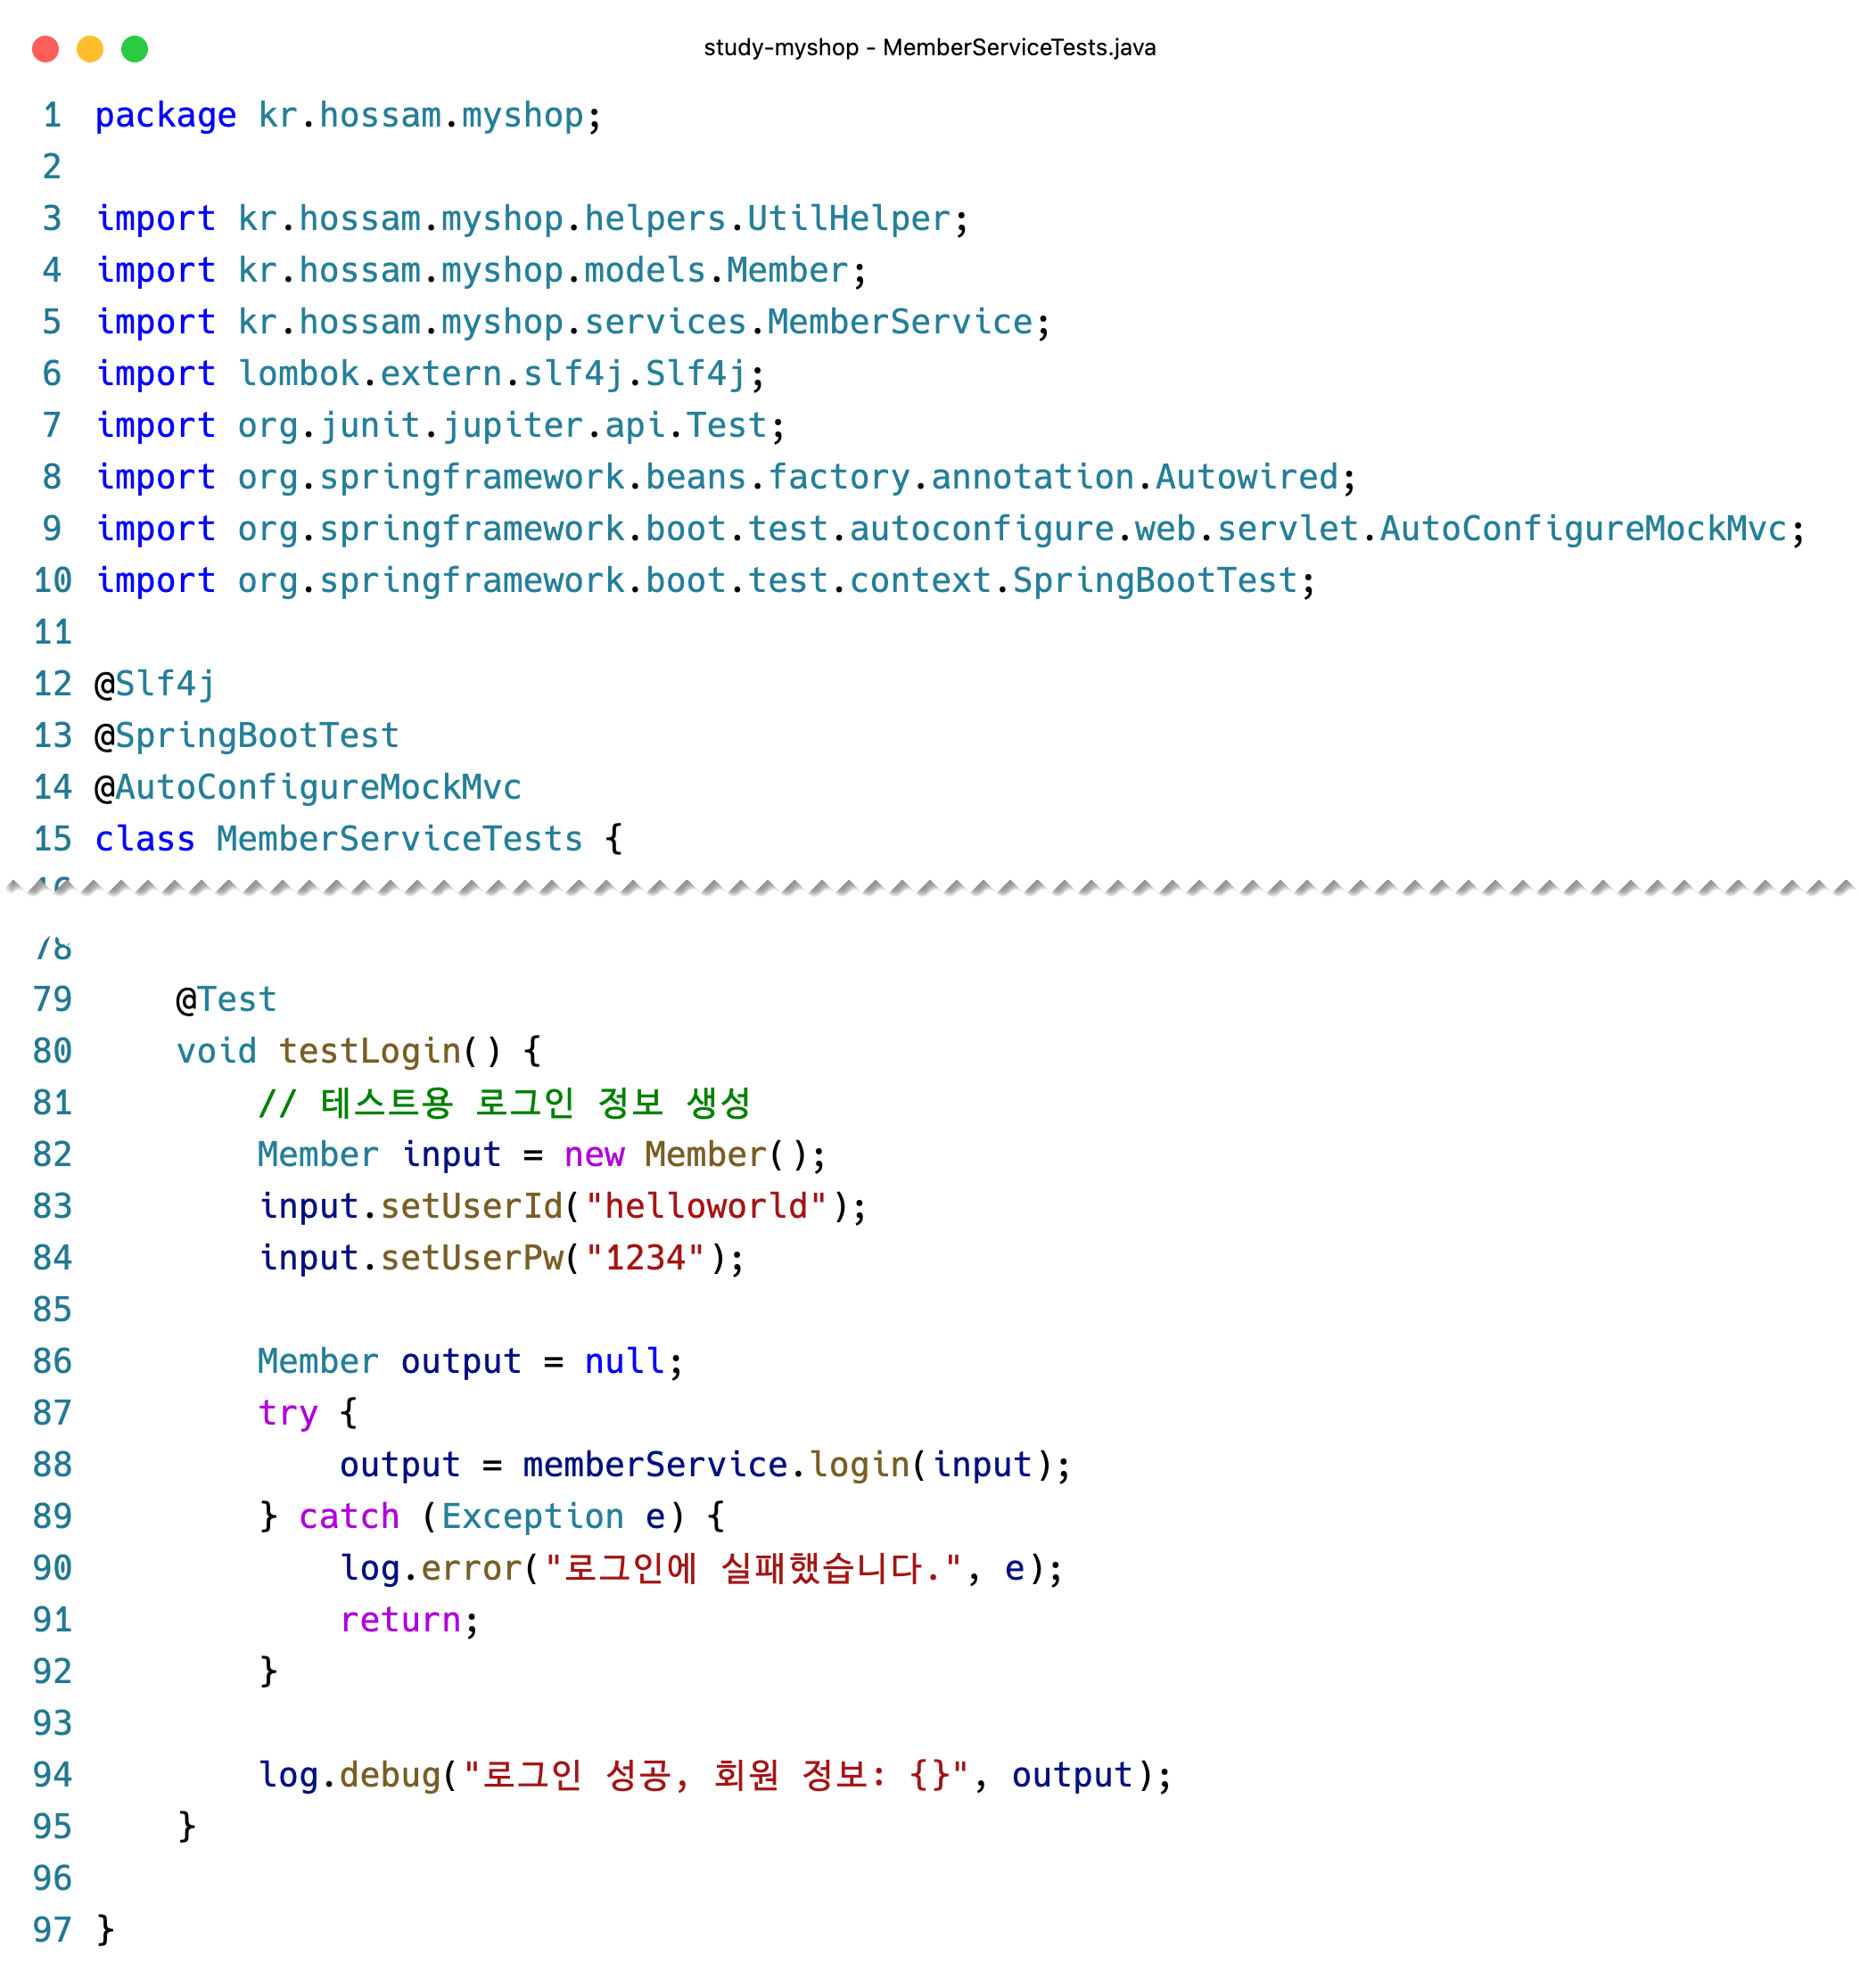 study-myshop - MemberServiceTests.java
1 package kr.hossam.myshop;
2
3 import kr.hossam.myshop.helpers.UtilHelper;
4 import kr.hossam.myshop.models.Member;
5 import kr.hossam.myshop.services.MemberService;
6 import lombok.extern.slf4j.Slf4j;
7 import org.junit.jupiter.api.Test;
8 import org.springframework.beans.factory.annotation.Autowired;
9 import org.springframework.boot.test.autoconfigure.web.servlet.AutoConfigureMockMvc;
10 import org.springframework.boot.test.context.SpringBootTest;
11
12 @Slf4j
13 @SpringBootTest
14 @AutoConfigureMockMvc
15 class MemberServiceTests {
78
79     @Test
80     void testLogin() {
81         // 테스트용 로그인 정보 생성
82         Member input = new Member();
83         input.setUserId("helloworld");
84         input.setUserPw("1234");
85
86         Member output = null;
87         try {
88             output = memberService.login(input);
89         } catch (Exception e) {
90             log.error("로그인에 실패했습니다.", e);
91             return;
92         }
93
94         log.debug("로그인 성공, 회원 정보: {}", output);
95     }
96
97 }